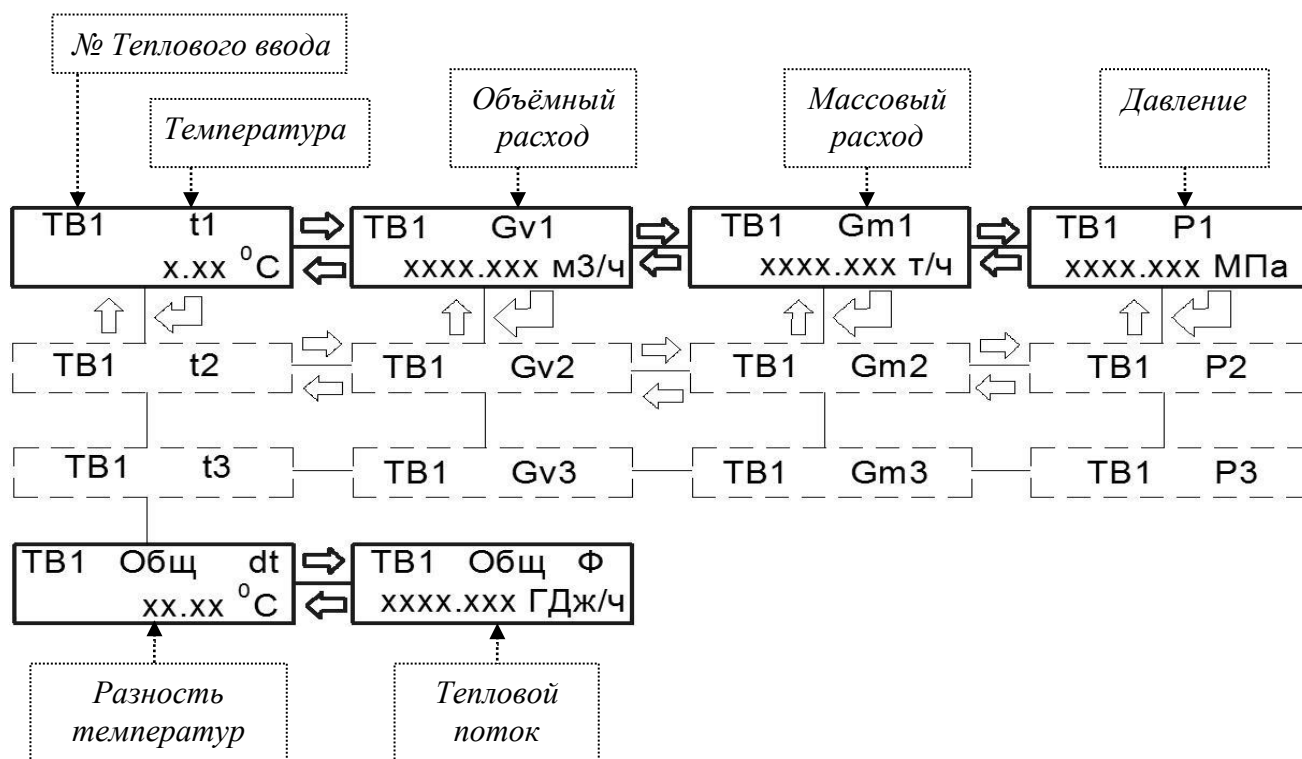 № Теплового ввода
Температура
Объёмный
расход
Массовый
расход
Давление
ТВ1 t1
x.xx ⁰C
ТВ1 Gv1
xxxx.xxx м3/ч
ТВ1 Gm1
xxxx.xxx т/ч
ТВ1 P1
xxxx.xxx МПа
ТВ1 t2
ТВ1 Gv2
ТВ1 Gm2
ТВ1 P2
ТВ1 t3
ТВ1 Gv3
ТВ1 Gm3
ТВ1 P3
ТВ1 Общ dt
xx.xx ⁰C
ТВ1 Общ Ф
xxxx.xxx ГДж/ч
Разность
температур
Тепловой
поток